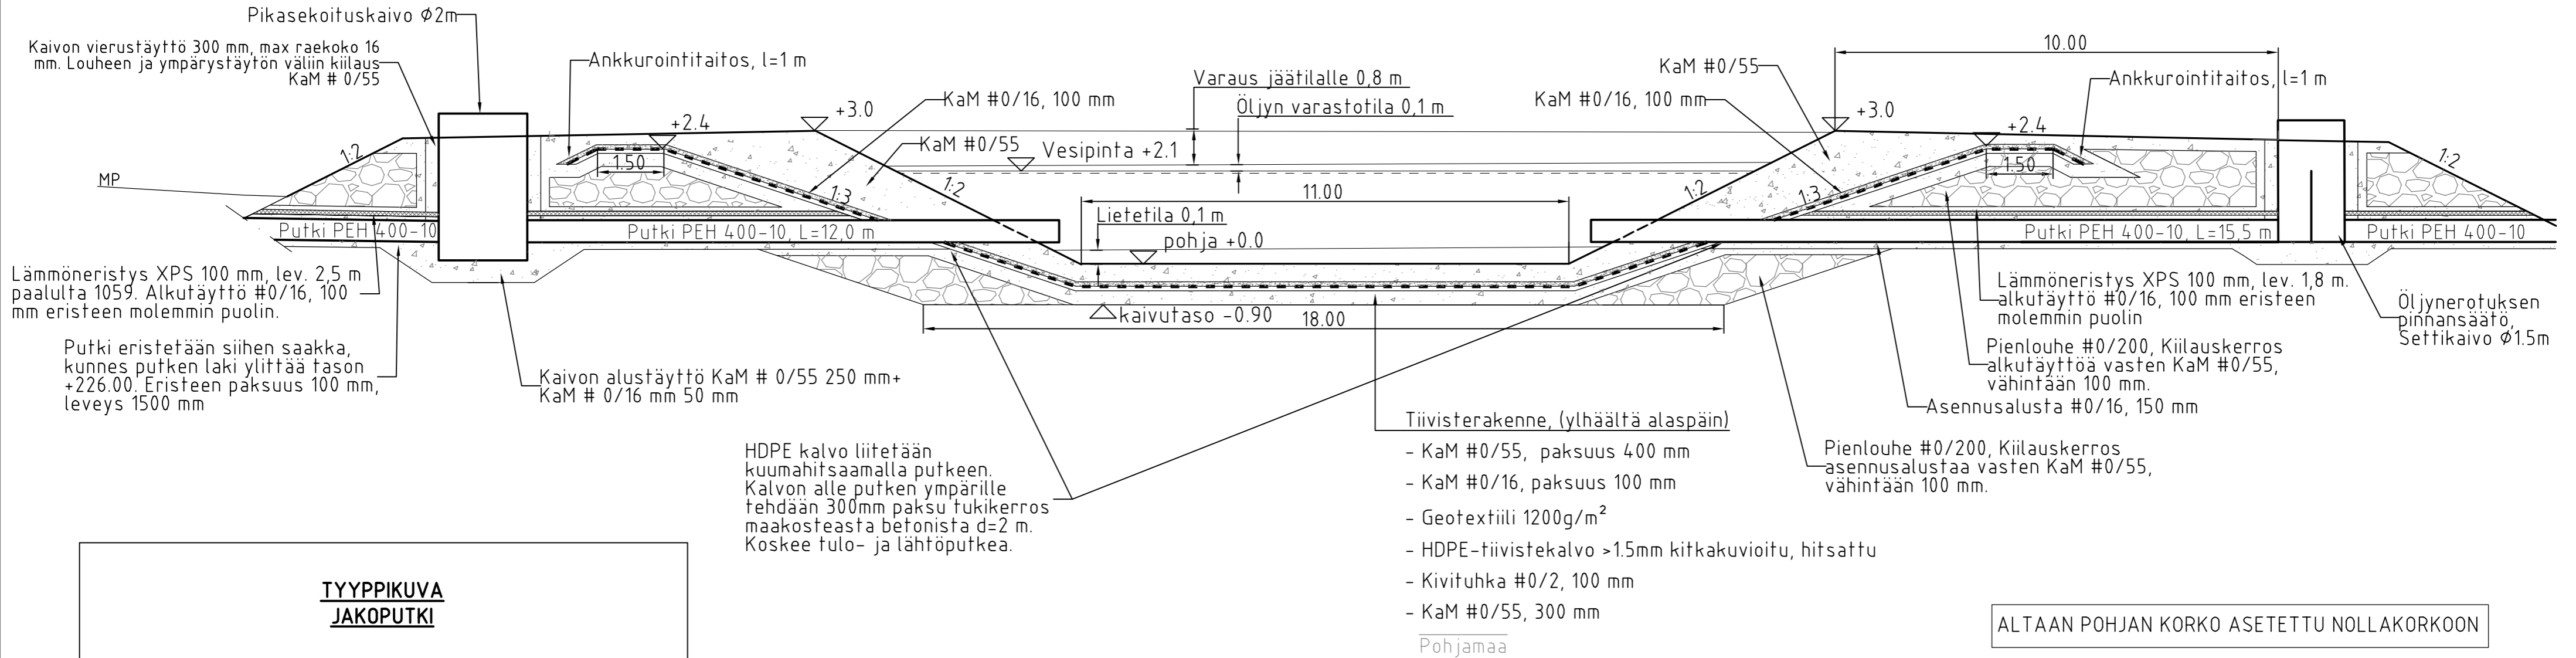 Pikasekoituskaivo Ø2m
Kaivon vierustäyttö 300 mm, max raekoko 16
mm. Louheen ja ympärystäytön väliin kiilaus
KaM # 0/55
Ankkurointitaitos, l=1 m
+2.4
+3.0
KaM #0/16, 100 mm
KaM #0/55
1:2
MP
1.50
1:3
1:2
Putki PEH 400-10
Putki PEH 400-10, L=12,0 m
Varaus jäätilalle 0,8 m
Öljyn varastotila 0,1 m
Vesipinta +2.1
11.00
Lietetila 0,1 m
pohja +0.0
kaivutaso -0.90
18.00
10.00
KaM #0/55
KaM #0/16, 100 mm
+3.0
Ankkurointitaitos, l=1 m
+2.4
1.50
1:2
1:3
1:2
Putki PEH 400-10, L=15,5 m
Putki PEH 400-10
Lämmöneristys XPS 100 mm, lev. 2,5 m
paalulta 1059. Alkutäyttö #0/16, 100
mm eristeen molemmin puolin.
Putki eristetään siihen saakka,
kunnes putken laki ylittää tason
+226.00. Eristeen paksuus 100 mm,
leveys 1500 mm
Kaivon alustäyttö KaM # 0/55 250 mm+
KaM # 0/16 mm 50 mm
HDPE kalvo liitetään
kuumahitsaamalla putkeen.
Kalvon alle putken ympärille
tehdään 300mm paksu tukikerros
maakosteasta betonista d=2 m.
Koskee tulo- ja lähtöputkea.
Tiivisterakenne, (ylhäältä alaspäin)
- KaM #0/55, paksuus 400 mm
- KaM #0/16, paksuus 100 mm
- Geotextiili 1200g/m²
- HDPE-tiivistekalvo >1.5mm kitkakuvioitu, hitsattu
- Kivituhka #0/2, 100 mm
- KaM #0/55, 300 mm
Pohjamaa
Lämmöneristys XPS 100 mm, lev. 1,8 m.
alkutäyttö #0/16, 100 mm eristeen
molemmin puolin
Öljynerotuksen
pinnansäätö,
Settikaivo Ø1.5m
Pienlouhe #0/200, Kiilauskerros
alkutäyttöä vasten KaM #0/55,
vähintään 100 mm.
Asennusalusta #0/16, 150 mm
Pienlouhe #0/200, Kiilauskerros
asennusalustaa vasten KaM #0/55,
vähintään 100 mm.
TYYPPIKUVA
JAKOPUTKI
ALTAAN POHJAN KORKO ASETETTU NOLLAKORKOON